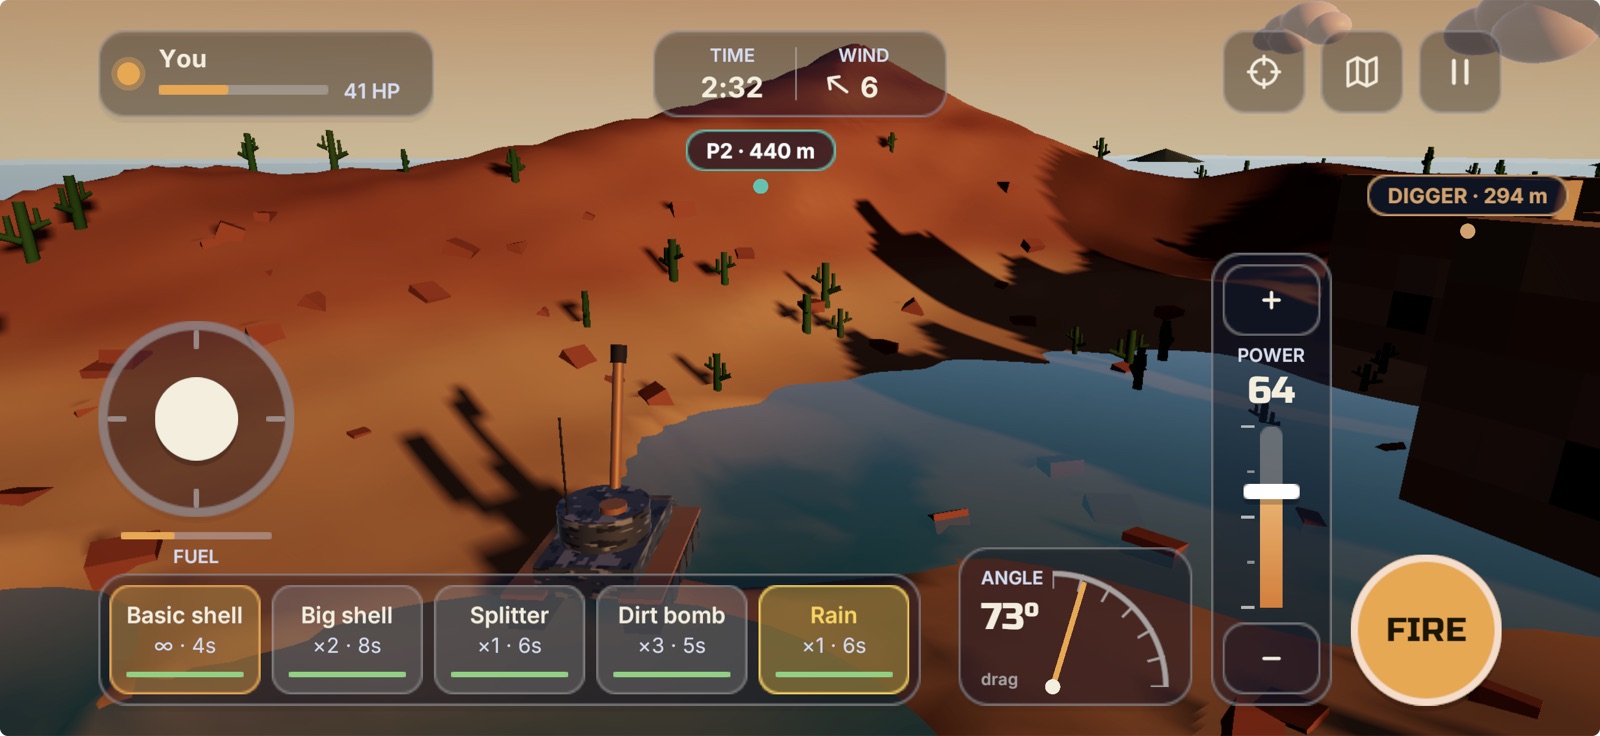 You
41 HP
TIME
2:32
WIND
6
P2 · 440 m
DIGGER · 294 m
+
POWER
64
−
FUEL
Basic shell
∞ · 4s
Big shell
×2 · 8s
Splitter
×1 · 6s
Dirt bomb
×3 · 5s
Rain
×1 · 6s
ANGLE
73º
drag
FIRE